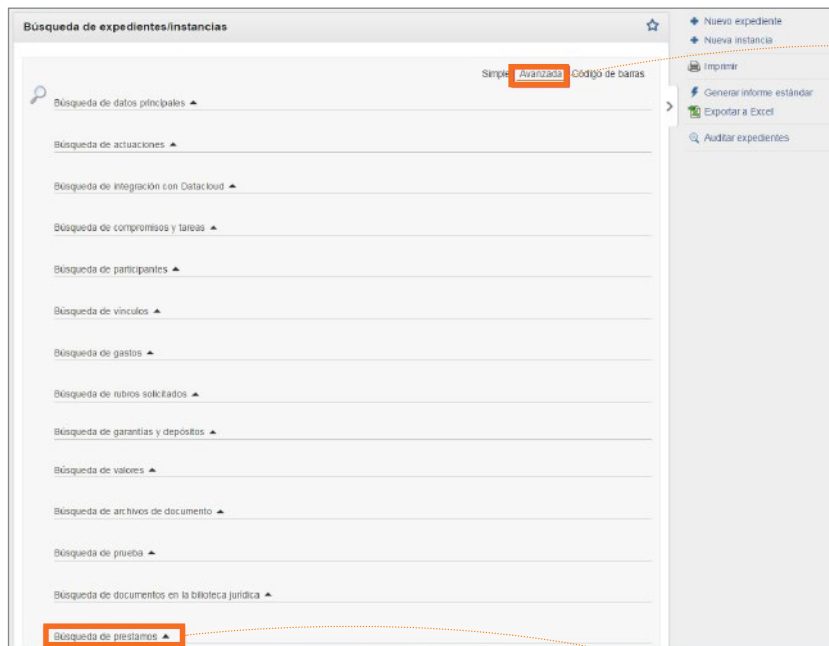 Búsqueda de expedientes/instancias
Simple Avanzada Código de barras
Búsqueda de datos principales
Búsqueda de actuaciones
Búsqueda de integración con Datacloud
Búsqueda de compromisos y tareas
Búsqueda de participantes
Búsqueda de vínculos
Búsqueda de gastos
Búsqueda de rubros solicitados
Búsqueda de garantías y depósitos
Búsqueda de valores
Búsqueda de archivos de documento
Búsqueda de prueba
Búsqueda de documentos en la bilioteca jurídica
Búsqueda de prestamos
Nuevo expediente
Nueva instancia
Imprimir
Generar informe estándar
Exportar a Excel
Auditar expedientes